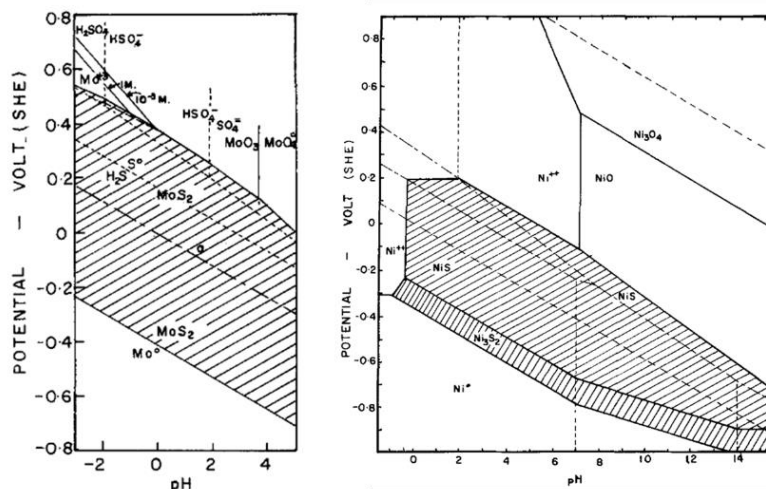 0·8
0·6
0·4
0·2
0
-0·2
-0·4
-0·6
-0·8
POTENTIAL — VOLT. (SHE)
H₂SO₄
HSO₄⁻
Mo⁺³
1M.
10⁻³M.
HSO₄⁻
SO₄⁼
MoO₃
S°
H₂S
MoS₂
a
MoS₂
Mo°
-2
0
2
4
pH
0·8
0·6
0·4
0·2
0
-0·2
-0·4
-0·6
-0·8
POTENTIAL — VOLT (SHE)
Ni₃O₄
Ni⁺⁺
NiO
Ni⁺⁺
NiS
NiS
Ni₃S₂
Ni°
0
2
4
6
8
10
12
14
pH